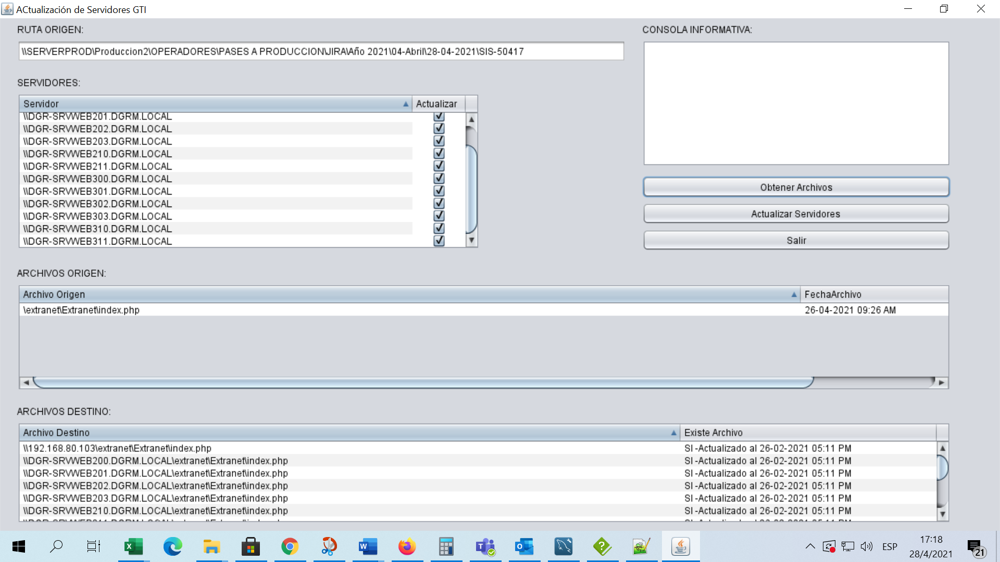 ACtualización de Servidores GTI
RUTA ORIGEN:
\\SERVERPROD\Produccion2\OPERADORES\PASES A PRODUCCION\JIRA\Año 2021\04-Abril\28-04-2021\SIS-50417
CONSOLA INFORMATIVA:
SERVIDORES:
Servidor Actualizar
\\DGR-SRVWEB201.DGRM.LOCAL
\\DGR-SRVWEB202.DGRM.LOCAL
\\DGR-SRVWEB203.DGRM.LOCAL
\\DGR-SRVWEB210.DGRM.LOCAL
\\DGR-SRVWEB211.DGRM.LOCAL
\\DGR-SRVWEB300.DGRM.LOCAL
\\DGR-SRVWEB301.DGRM.LOCAL
\\DGR-SRVWEB302.DGRM.LOCAL
\\DGR-SRVWEB303.DGRM.LOCAL
\\DGR-SRVWEB310.DGRM.LOCAL
\\DGR-SRVWEB311.DGRM.LOCAL
Obtener Archivos
Actualizar Servidores
Salir
ARCHIVOS ORIGEN:
Archivo Origen FechaArchivo
\extranet\Extranet\index.php 26-04-2021 09:26 AM
ARCHIVOS DESTINO:
Archivo Destino Existe Archivo
\\192.168.80.103\extranet\Extranet\index.php SI -Actualizado al 26-02-2021 05:11 PM
\\DGR-SRVWEB200.DGRM.LOCAL\extranet\Extranet\index.php SI -Actualizado al 26-02-2021 05:11 PM
\\DGR-SRVWEB201.DGRM.LOCAL\extranet\Extranet\index.php SI -Actualizado al 26-02-2021 05:11 PM
\\DGR-SRVWEB202.DGRM.LOCAL\extranet\Extranet\index.php SI -Actualizado al 26-02-2021 05:11 PM
\\DGR-SRVWEB203.DGRM.LOCAL\extranet\Extranet\index.php SI -Actualizado al 26-02-2021 05:11 PM
\\DGR-SRVWEB210.DGRM.LOCAL\extranet\Extranet\index.php SI -Actualizado al 26-02-2021 05:11 PM
ESP
17:18
28/4/2021
21